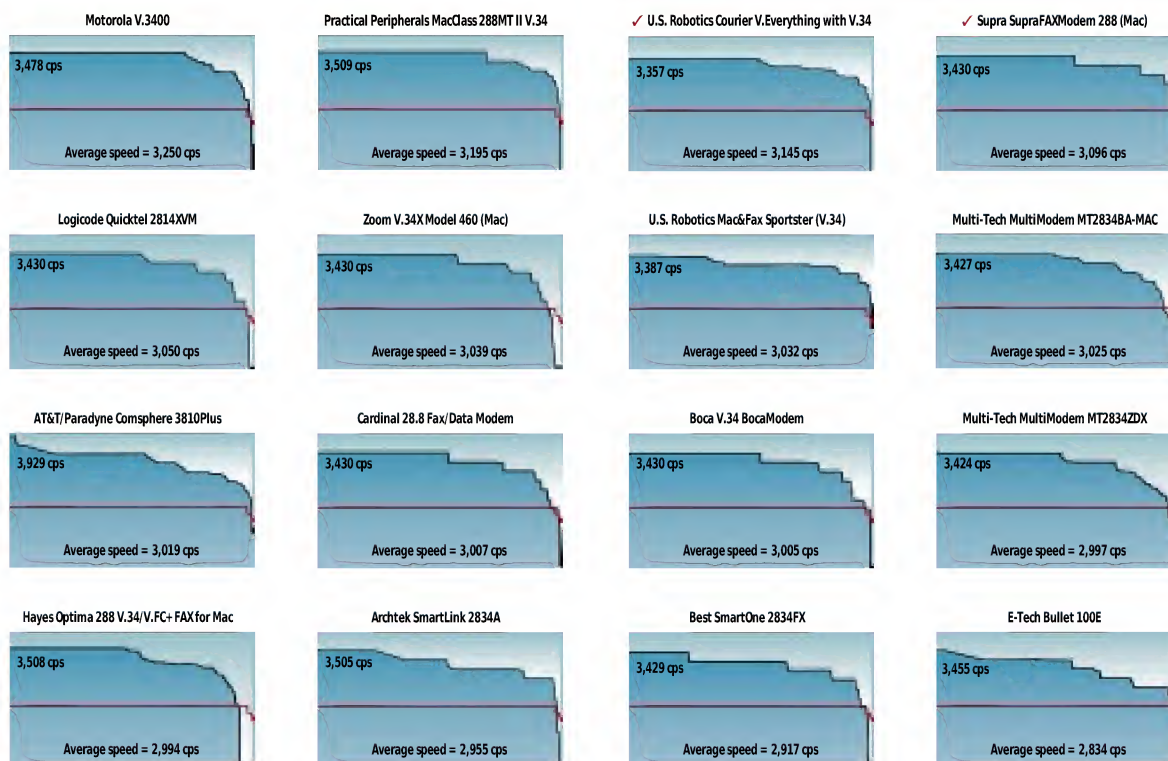 Motorola V.3400
3,478 cps
Average speed = 3,250 cps
Practical Peripherals MacClass 288MT II V.34
3,509 cps
Average speed = 3,195 cps
✓ U.S. Robotics Courier V.Everything with V.34
3,357 cps
Average speed = 3,145 cps
✓ Supra SupraFAXModem 288 (Mac)
3,430 cps
Average speed = 3,096 cps
Logicode Quicktel 2814XVM
3,430 cps
Average speed = 3,050 cps
Zoom V.34X Model 460 (Mac)
3,430 cps
Average speed = 3,039 cps
U.S. Robotics Mac&Fax Sportster (V.34)
3,387 cps
Average speed = 3,032 cps
Multi-Tech MultiModem MT2834BA-MAC
3,427 cps
Average speed = 3,025 cps
AT&T/Paradyne Comsphere 3810Plus
3,929 cps
Average speed = 3,019 cps
Cardinal 28.8 Fax/Data Modem
3,430 cps
Average speed = 3,007 cps
Boca V.34 BocaModem
3,430 cps
Average speed = 3,005 cps
Multi-Tech MultiModem MT2834ZDX
3,424 cps
Average speed = 2,997 cps
Hayes Optima 288 V.34/V.FC+ FAX for Mac
3,508 cps
Average speed = 2,994 cps
Archtek SmartLink 2834A
3,505 cps
Average speed = 2,955 cps
Best SmartOne 2834FX
3,429 cps
Average speed = 2,917 cps
E-Tech Bullet 100E
3,455 cps
Average speed = 2,834 cps